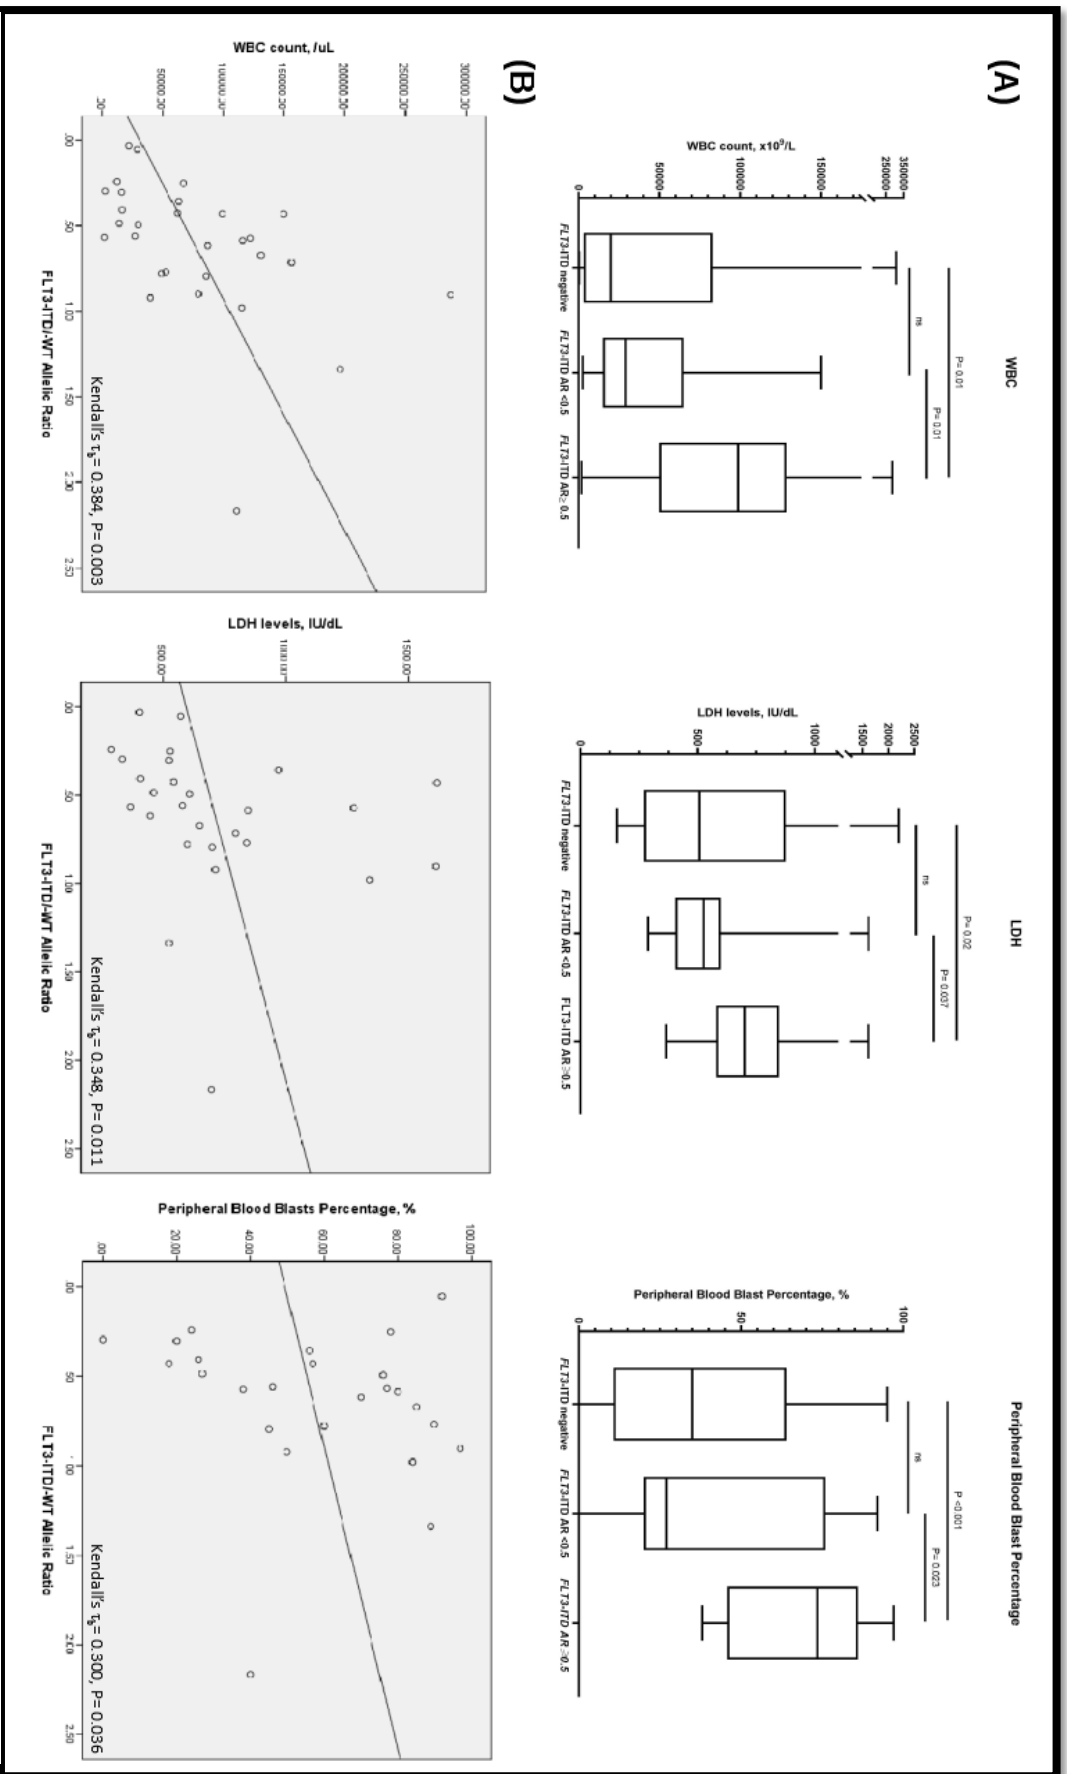 (A)
WBC
WBC count, x10⁹/L
350000
250000
150000
100000
50000
0
P= 0.01
P= 0.01
ns
FLT3-ITD negative
FLT3-ITD AR <0.5
FLT3-ITD AR≥ 0.5
LDH
LDH levels, IU/dL
2500
2000
1500
1000
500
0
P= 0.02
P= 0.037
ns
FLT3-ITD negative
FLT3-ITD AR <0.5
FLT3-ITD AR ≥0.5
Peripheral Blood Blast Percentage
Peripheral Blood Blast Percentage, %
100
50
0
P <0.001
P= 0.023
ns
FLT3-ITD negative
FLT3-ITD AR <0.5
FLT3-ITD AR ≥0.5
(B)
WBC count, /uL
300000.00
250000.00
200000.00
150000.00
100000.00
50000.00
.00
.00
.50
1.00
1.50
2.00
2.50
Kendall's τb= 0.384, P= 0.003
FLT3-ITD/-WT Allelic Ratio
LDH levels, IU/dL
1500.00
1000.00
500.00
.00
.50
1.00
1.50
2.00
2.50
Kendall's τb= 0.348, P= 0.011
FLT3-ITD/-WT Allelic Ratio
Peripheral Blood Blasts Percentage, %
100.00
80.00
60.00
40.00
20.00
.00
.00
.50
1.00
1.50
2.00
2.50
Kendall's τb= 0.300, P= 0.036
FLT3-ITD/-WT Allelic Ratio